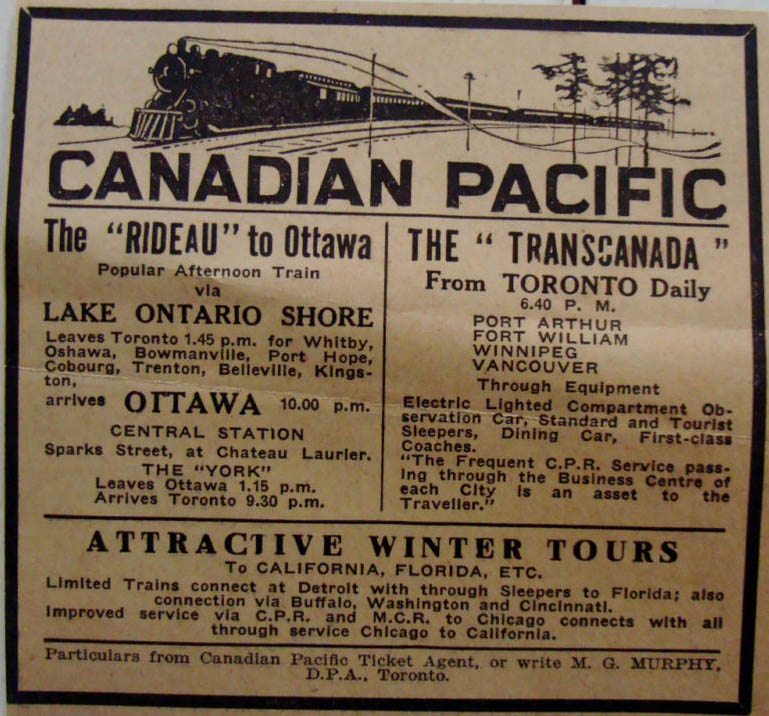 CANADIAN PACIFIC
The "RIDEAU" to Ottawa
Popular Afternoon Train
via
LAKE ONTARIO SHORE
Leaves Toronto 1.45 p.m. for Whitby,
Oshawa, Bowmanville, Port Hope,
Cobourg, Trenton, Belleville, Kings-
ton,
arrives OTTAWA 10.00 p.m.
CENTRAL STATION
Sparks Street, at Chateau Laurier.
THE "YORK"
Leaves Ottawa 1.15 p.m.
Arrives Toronto 9.30 p.m.
THE "TRANSCANADA"
From TORONTO Daily
6.40 P. M.
PORT ARTHUR
FORT WILLIAM
WINNIPEG
VANCOUVER
Through Equipment
Electric Lighted Compartment Ob-
servation Car, Standard and Tourist
Sleepers, Dining Car, First-class
Coaches.
"The Frequent C.P.R. Service pass-
ing through the Business Centre of
each City is an asset to the
Traveller."
ATTRACTIVE WINTER TOURS
To CALIFORNIA, FLORIDA, ETC.
Limited Trains connect at Detroit with through Sleepers to Florida; also
connection via Buffalo, Washington and Cincinnati.
Improved service via C.P.R. and M.C.R. to Chicago connects with all
through service Chicago to California.
Particulars from Canadian Pacific Ticket Agent, or write M. G. MURPHY,
D.P.A., Toronto.